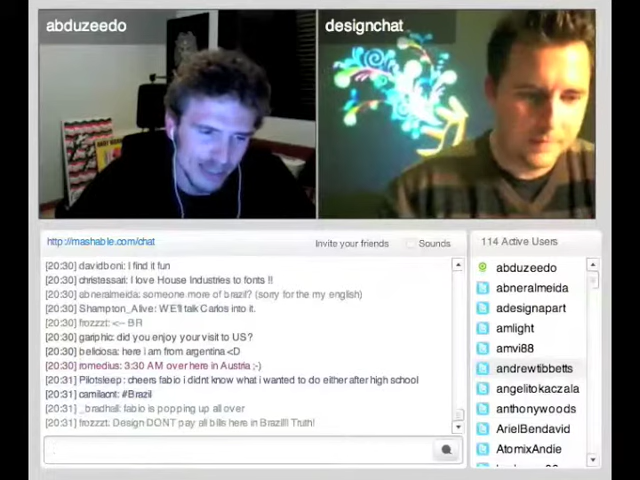 abduzeedo
designchat
http://mashable.com/chat
Invite your friends
Sounds
114 Active Users
[20:30] davidboni: I find it fun
[20:30] christessari: I love House Industries to fonts !!
[20:30] abneralmeida: someone more of brazil? (sorry for the my english)
[20:30] Shampton_Alive: WE'll talk Carlos into it.
[20:30] frozzzt: <-- BR
[20:30] gariphic: did you enjoy your visit to US?
[20:30] beliciosa: here i am from argentina <D
[20:30] romedius: 3:30 AM over here in Austria ;-)
[20:31] Pilotsleep: cheers fabio i didnt know what i wanted to do either after high school
[20:31] camilacnt: #Brazil
[20:31] _bradhall: fabio is popping up all over
[20:31] frozzzt: Design DONT pay all bills here in Brazil!! Truth!
abduzeedo
abneralmeida
adesignapart
amlight
amvi88
andrewtibbetts
angelitokaczala
anthonywoods
ArielBendavid
AtomixAndie